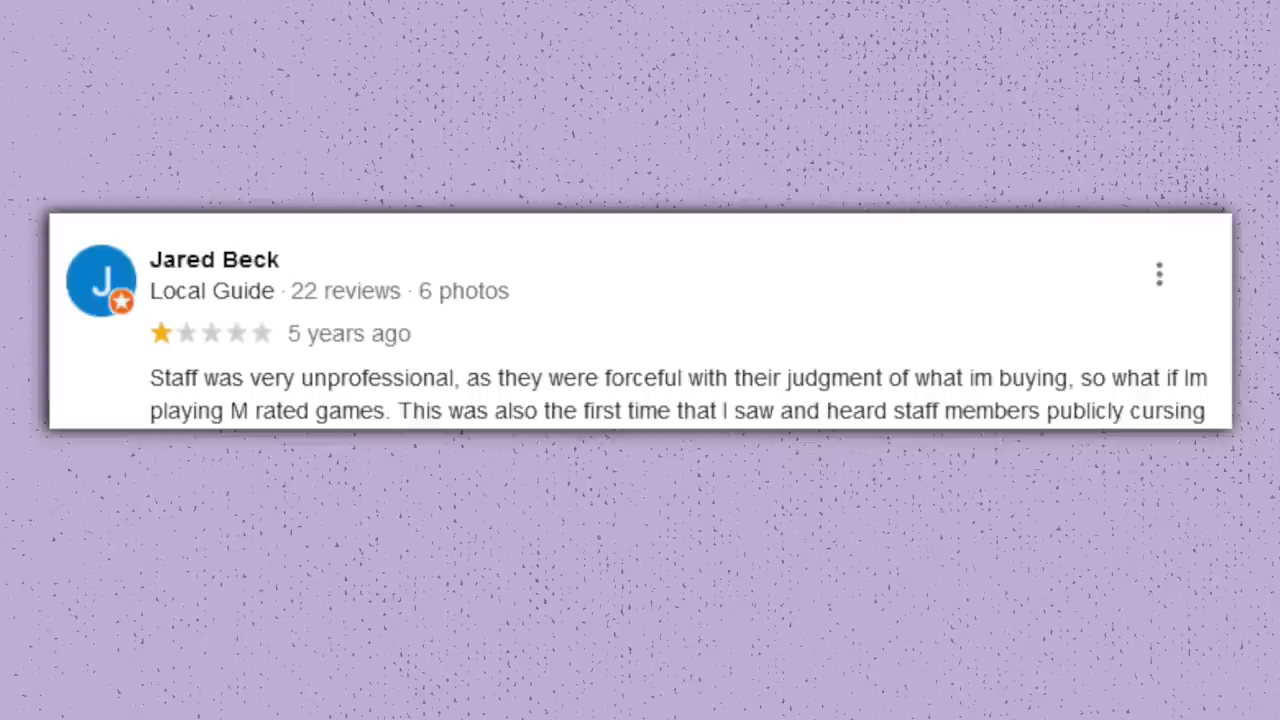 J
Jared Beck
Local Guide · 22 reviews · 6 photos
5 years ago
Staff was very unprofessional, as they were forceful with their judgment of what im buying, so what if Im
playing M rated games. This was also the first time that I saw and heard staff members publicly cursing